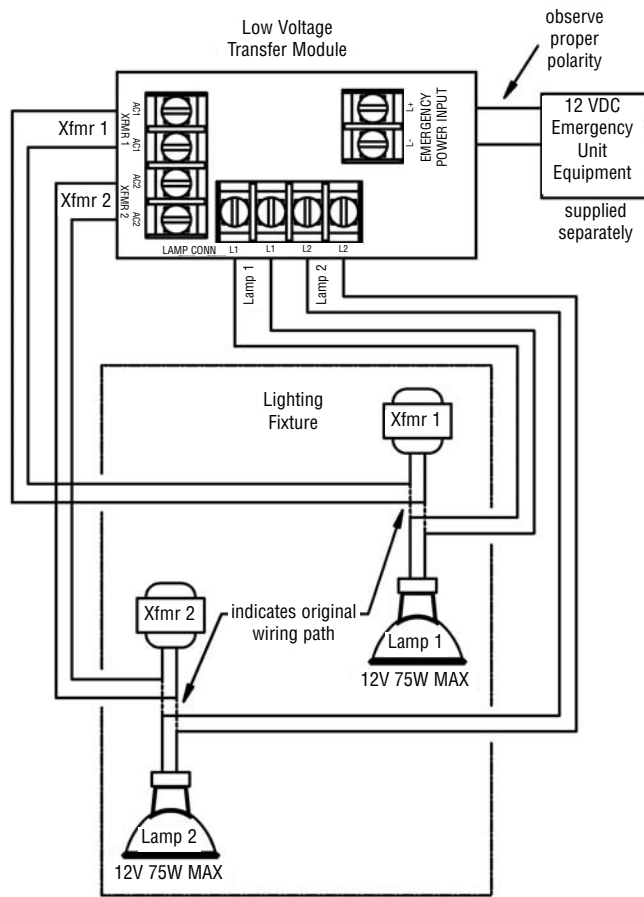 Low Voltage
Transfer Module
observe
proper
polarity
12 VDC
Emergency
Unit
Equipment
supplied
separately
Xfmr 1
Xfmr 2
AC1
AC1
AC2
AC2
XFMR 1
XFMR 2
L+
L-
EMERGENCY
POWER INPUT
LAMP CONN
L1
L1
L2
L2
Lamp 1
Lamp 2
Lighting
Fixture
Xfmr 1
Xfmr 2
indicates original
wiring path
Lamp 1
12V 75W MAX
Lamp 2
12V 75W MAX